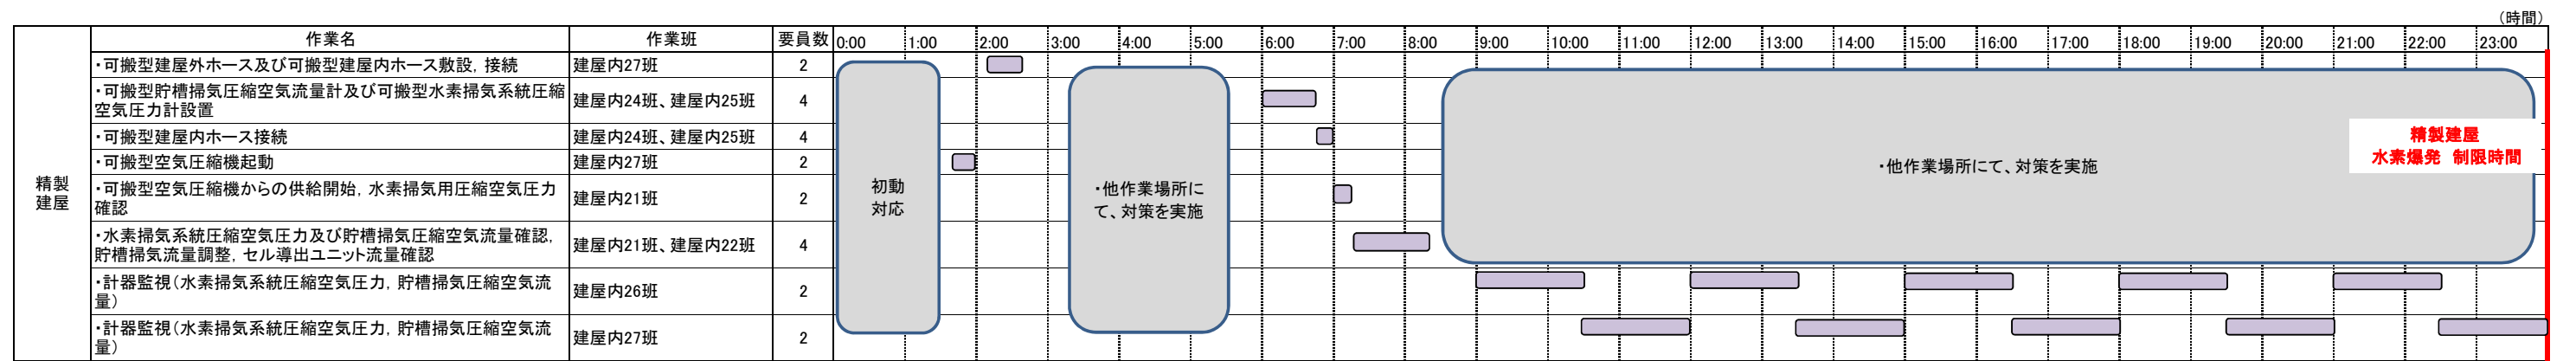 （時間）
作業名 作業班 要員数 0:00 1:00 2:00 3:00 4:00 5:00 6:00 7:00 8:00 9:00 10:00 11:00 12:00 13:00 14:00 15:00 16:00 17:00 18:00 19:00 20:00 21:00 22:00 23:00
精製
建屋
・可搬型建屋外ホース及び可搬型建屋内ホース敷設，接続 建屋内27班 2
・可搬型貯槽掃気圧縮空気流量計及び可搬型水素掃気系統圧縮
空気圧力計設置 建屋内24班、建屋内25班 4
・可搬型建屋内ホース接続 建屋内24班、建屋内25班 4
・可搬型空気圧縮機起動 建屋内27班 2
・可搬型空気圧縮機からの供給開始，水素掃気用圧縮空気圧力
確認 建屋内21班 2
・水素掃気系統圧縮空気圧力及び貯槽掃気圧縮空気流量確認，
貯槽掃気流量調整，セル導出ユニット流量確認 建屋内21班、建屋内22班 4
・計器監視（水素掃気系統圧縮空気圧力，貯槽掃気圧縮空気流
量） 建屋内26班 2
・計器監視（水素掃気系統圧縮空気圧力，貯槽掃気圧縮空気流
量） 建屋内27班 2
初動
対応
・他作業場所に
て、対策を実施
・他作業場所にて、対策を実施
精製建屋
水素爆発 制限時間